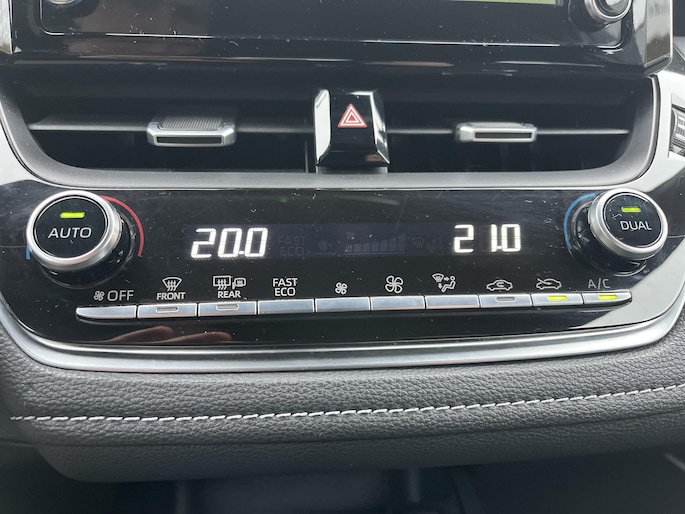 AUTO
20.0
FAST
ECO
21.0
DUAL
OFF
FRONT
REAR
FAST
ECO
A/C